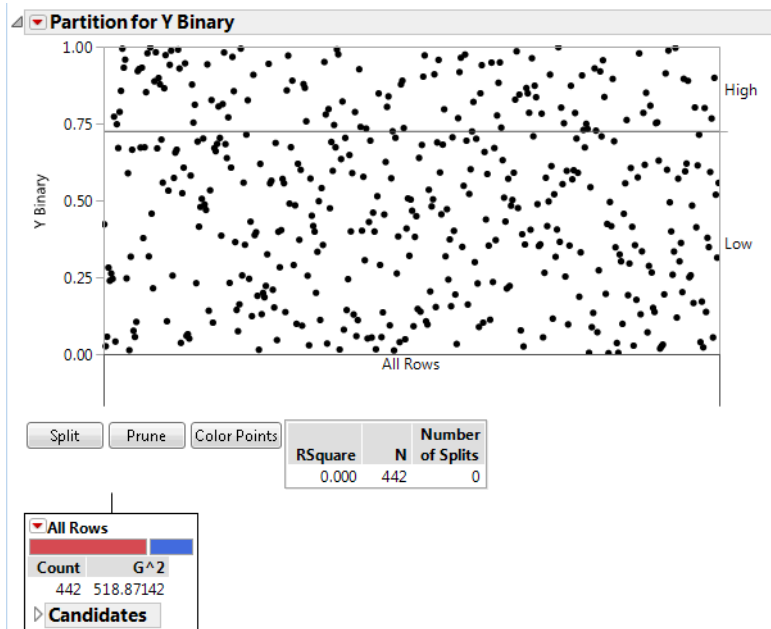 Partition for Y Binary
1.00
0.75
0.50
0.25
0.00
Y Binary
High
Low
All Rows
Split Prune Color Points
RSquare N Number of Splits
0.000 442 0
All Rows
Count G^2
442 518.87142
Candidates